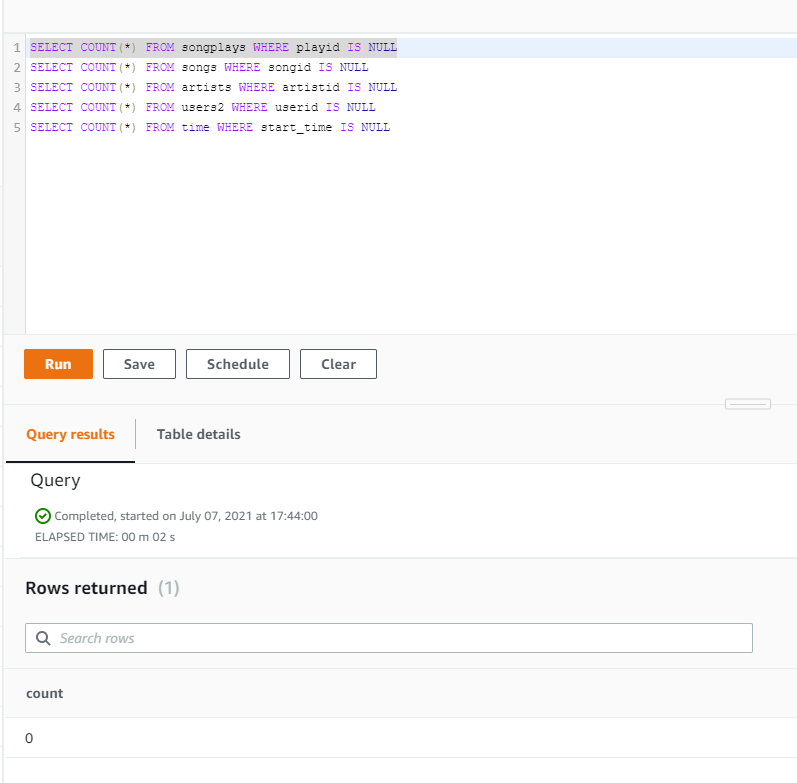 1 SELECT COUNT(*) FROM songplays WHERE playid IS NULL
2 SELECT COUNT(*) FROM songs WHERE songid IS NULL
3 SELECT COUNT(*) FROM artists WHERE artistid IS NULL
4 SELECT COUNT(*) FROM users2 WHERE userid IS NULL
5 SELECT COUNT(*) FROM time WHERE start_time IS NULL
Run Save Schedule Clear
Query results Table details
Query
Completed, started on July 07, 2021 at 17:44:00
ELAPSED TIME: 00 m 02 s
Rows returned (1)
Search rows
count
0